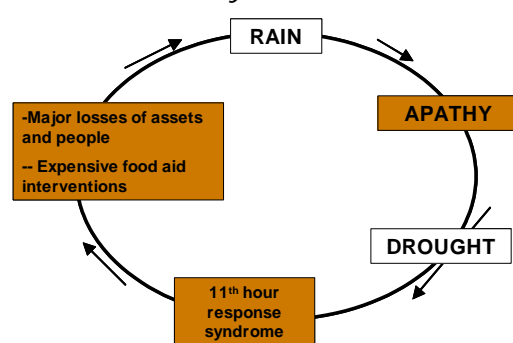 RAIN
APATHY
DROUGHT
11th hour
response
syndrome
-Major losses of assets
and people
-- Expensive food aid
interventions